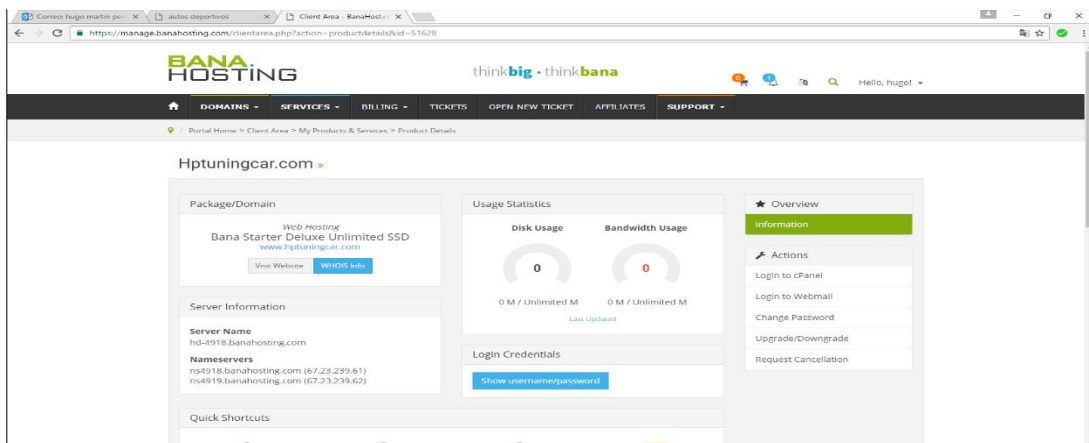 Correo: hugo martin per
autos deportivos
Client Area - BanaHost.c
https://manage.banahosting.com/clientarea.php?action=productdetails&id=51628
BANA.
HOSTING
thinkbig • thinkbana
0
1
Hello, hugo!
DOMAINS
SERVICES
BILLING
TICKETS
OPEN NEW TICKET
AFFILIATES
SUPPORT
/ Portal Home > Client Area > My Products & Services > Product Details
Hptuningcar.com »
Package/Domain
Web Hosting
Bana Starter Deluxe Unlimited SSD
www.hptuningcar.com
Visit Website
WHOIS Info
Server Information
Server Name
hd-4918.banahosting.com
Nameservers
ns4918.banahosting.com (67.23.239.61)
ns4919.banahosting.com (67.23.239.62)
Quick Shortcuts
Usage Statistics
Disk Usage
Bandwidth Usage
0
0
0 M / Unlimited M
0 M / Unlimited M
Last Updated
Login Credentials
Show username/password
Overview
Information
Actions
Login to cPanel
Login to Webmail
Change Password
Upgrade/Downgrade
Request Cancellation